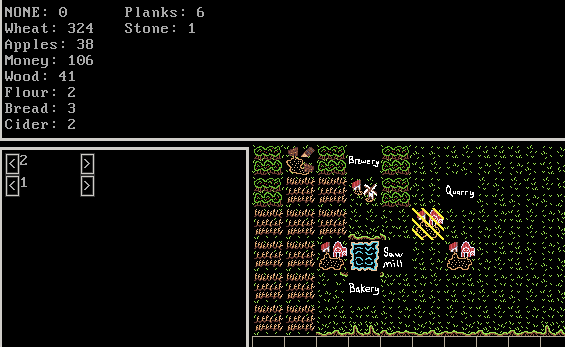 NONE: 0 Planks: 6
Wheat: 324 Stone: 1
Apples: 38
Money: 106
Wood: 41
Flour: 2
Bread: 3
Cider: 2
<2 >
<1 >
Brewery
Quarry
Saw
mill
Bakery